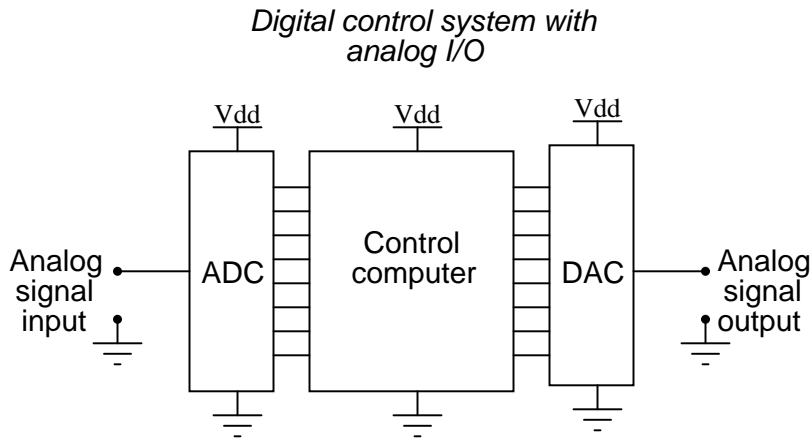 Digital control system with
analog I/O
Vdd
Vdd
Vdd
Analog
signal
input
ADC
Control
computer
DAC
Analog
signal
output